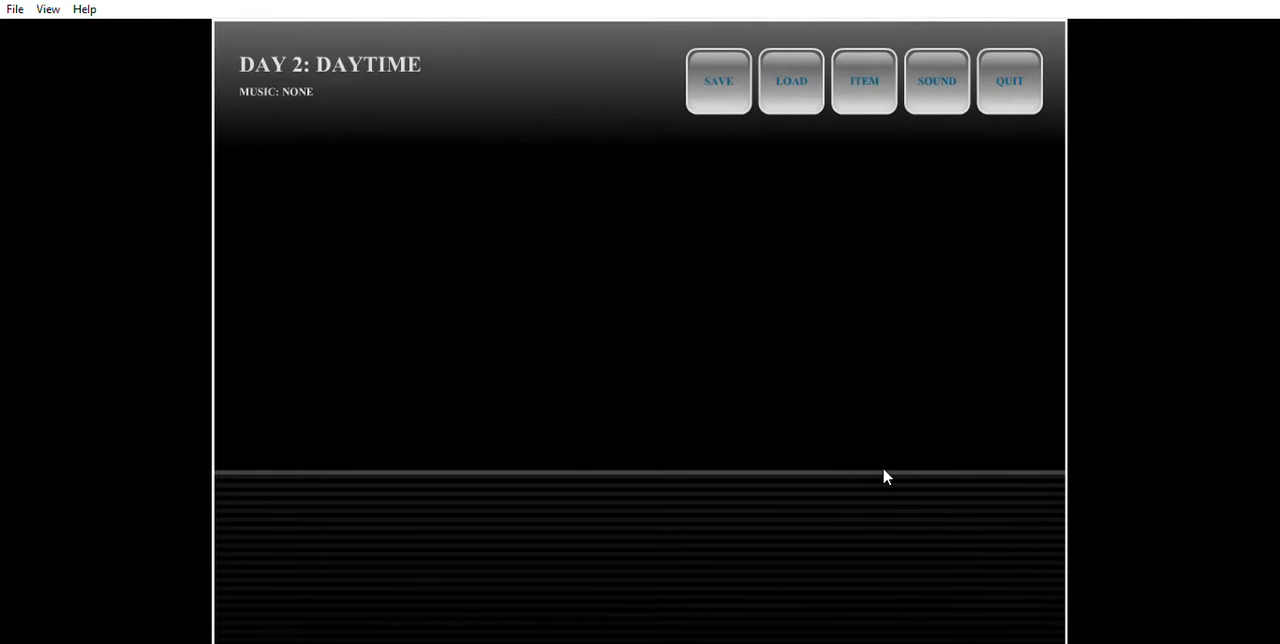 File View Help
DAY 2: DAYTIME
MUSIC: NONE
SAVE LOAD ITEM SOUND QUIT